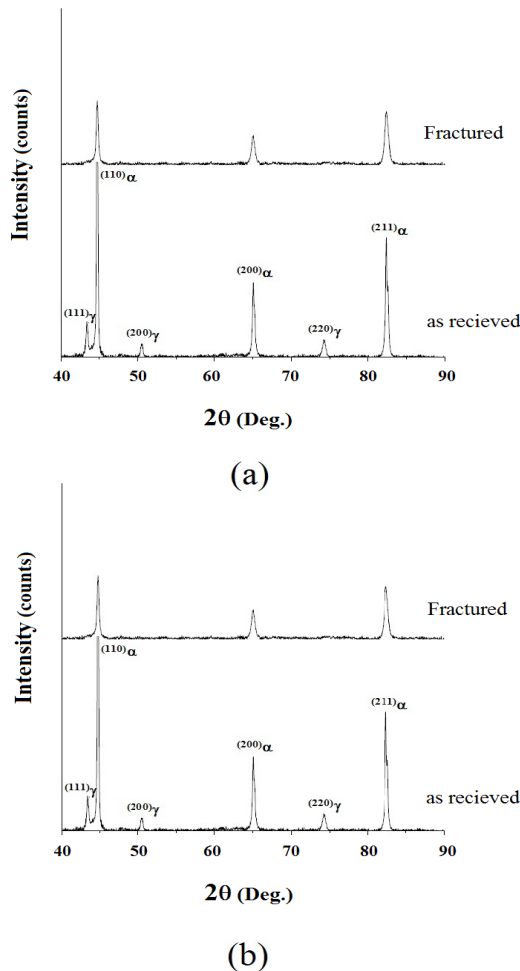 Intensity (counts)
Fractured
(110)α
(211)α
(200)α
(111)γ
(200)γ
(220)γ
as recieved
40 50 60 70 80 90
2θ (Deg.)
(a)
Intensity (counts)
Fractured
(110)α
(211)α
(200)α
(111)γ
(200)γ
(220)γ
as recieved
40 50 60 70 80 90
2θ (Deg.)
(b)